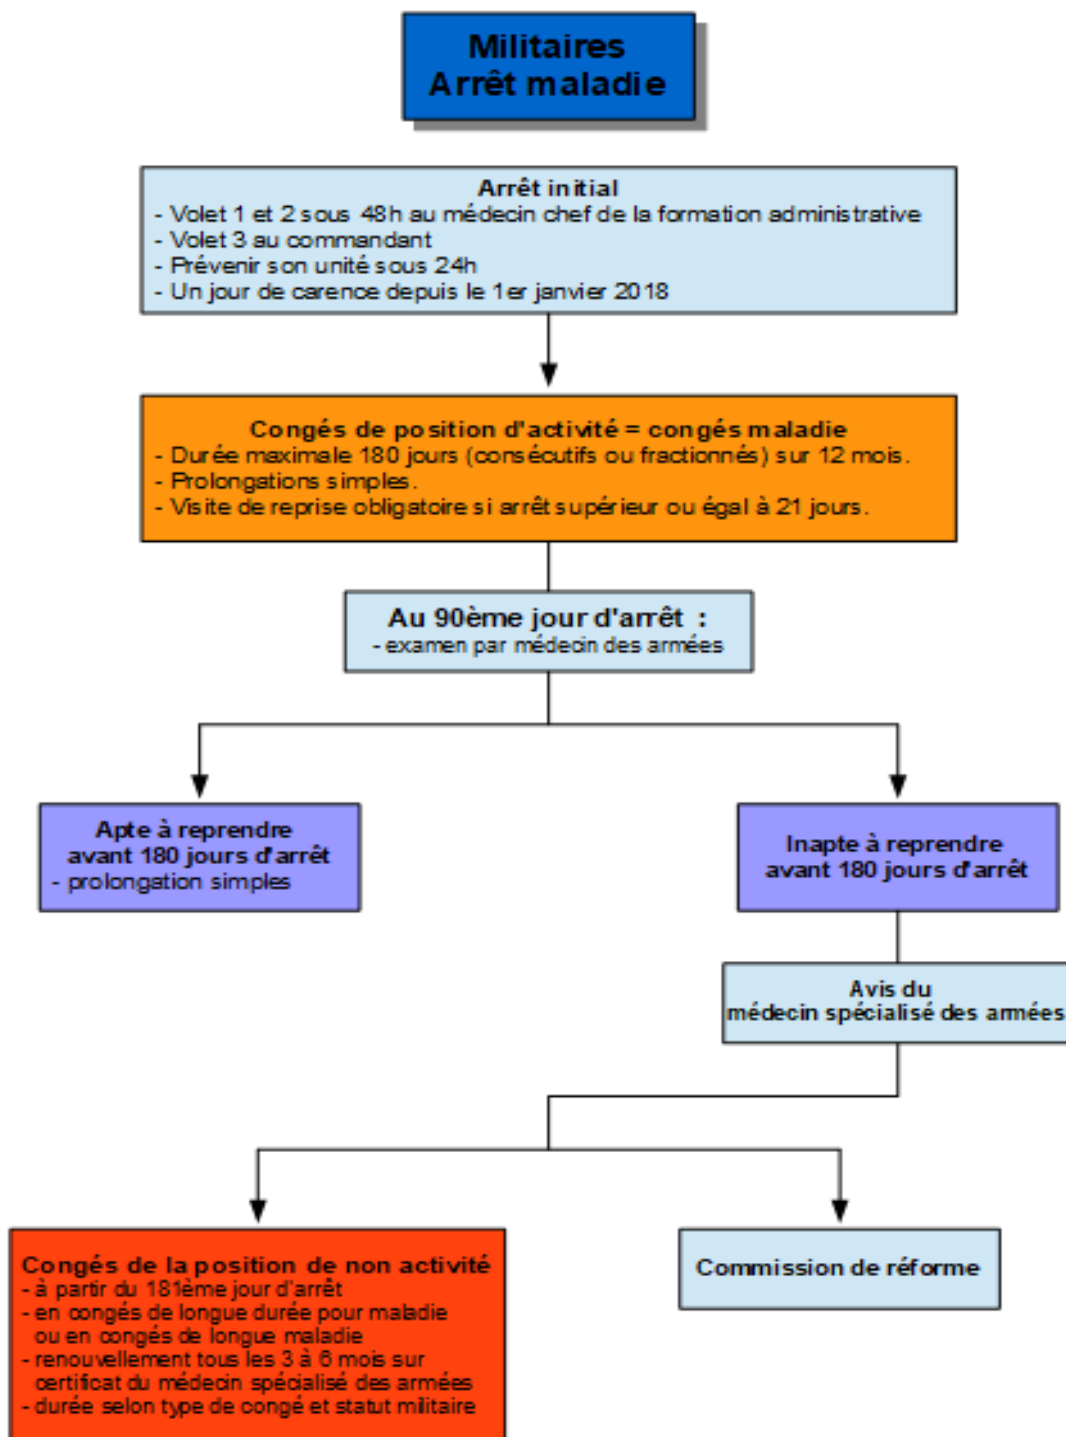 Militaires
Arrêt maladie
Arrêt initial
- Volet 1 et 2 sous 48h au médecin chef de la formation administrative
- Volet 3 au commandant
- Prévenir son unité sous 24h
- Un jour de carence depuis le 1er janvier 2018
Congés de position d'activité = congés maladie
- Durée maximale 180 jours (consécutifs ou fractionnés) sur 12 mois.
- Prolongations simples.
- Visite de reprise obligatoire si arrêt supérieur ou égal à 21 jours.
Au 90ème jour d'arrêt :
- examen par médecin des armées
Apte à reprendre
avant 180 jours d'arrêt
- prolongation simples
Inapte à reprendre
avant 180 jours d'arrêt
Avis du
médecin spécialisé des armées
Congés de la position de non activité
- à partir du 181ème jour d'arrêt
- en congés de longue durée pour maladie
ou en congés de longue maladie
- renouvellement tous les 3 à 6 mois sur
certificat du médecin spécialisé des armées
- durée selon type de congé et statut militaire
Commission de réforme